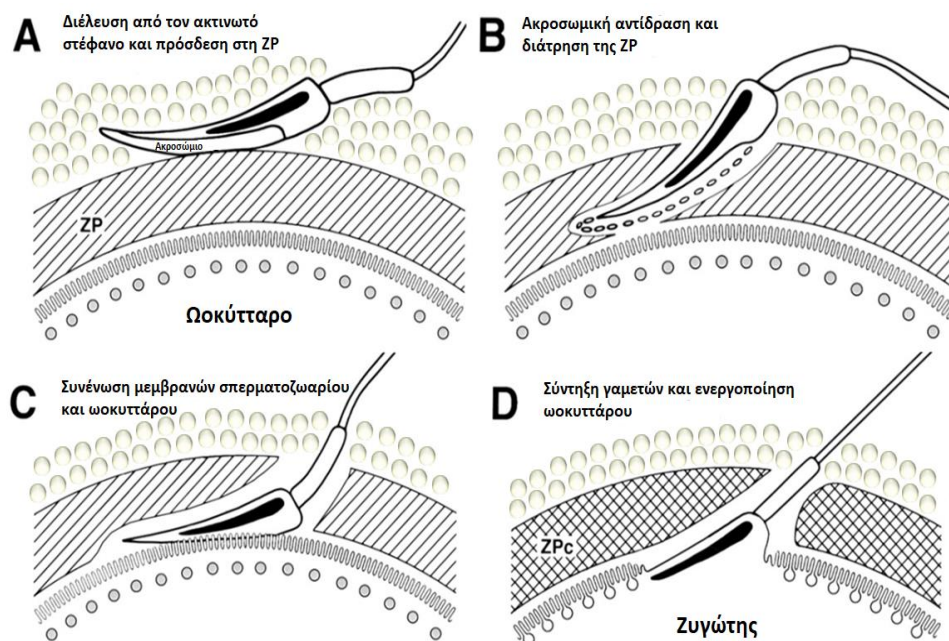 A
Διέλευση από τον ακτινωτό
στέφανο και πρόσδεση στη ZP
Ακροσώμιο
ZP
Ωοκύτταρο
B
Ακροσωμική αντίδραση και
διάτρηση της ZP
C
Συνένωση μεμβρανών σπερματοζωαρίου
και ωοκυττάρου
D
Σύντηξη γαμετών και ενεργοποίηση
ωοκυττάρου
ZPc
Ζυγώτης